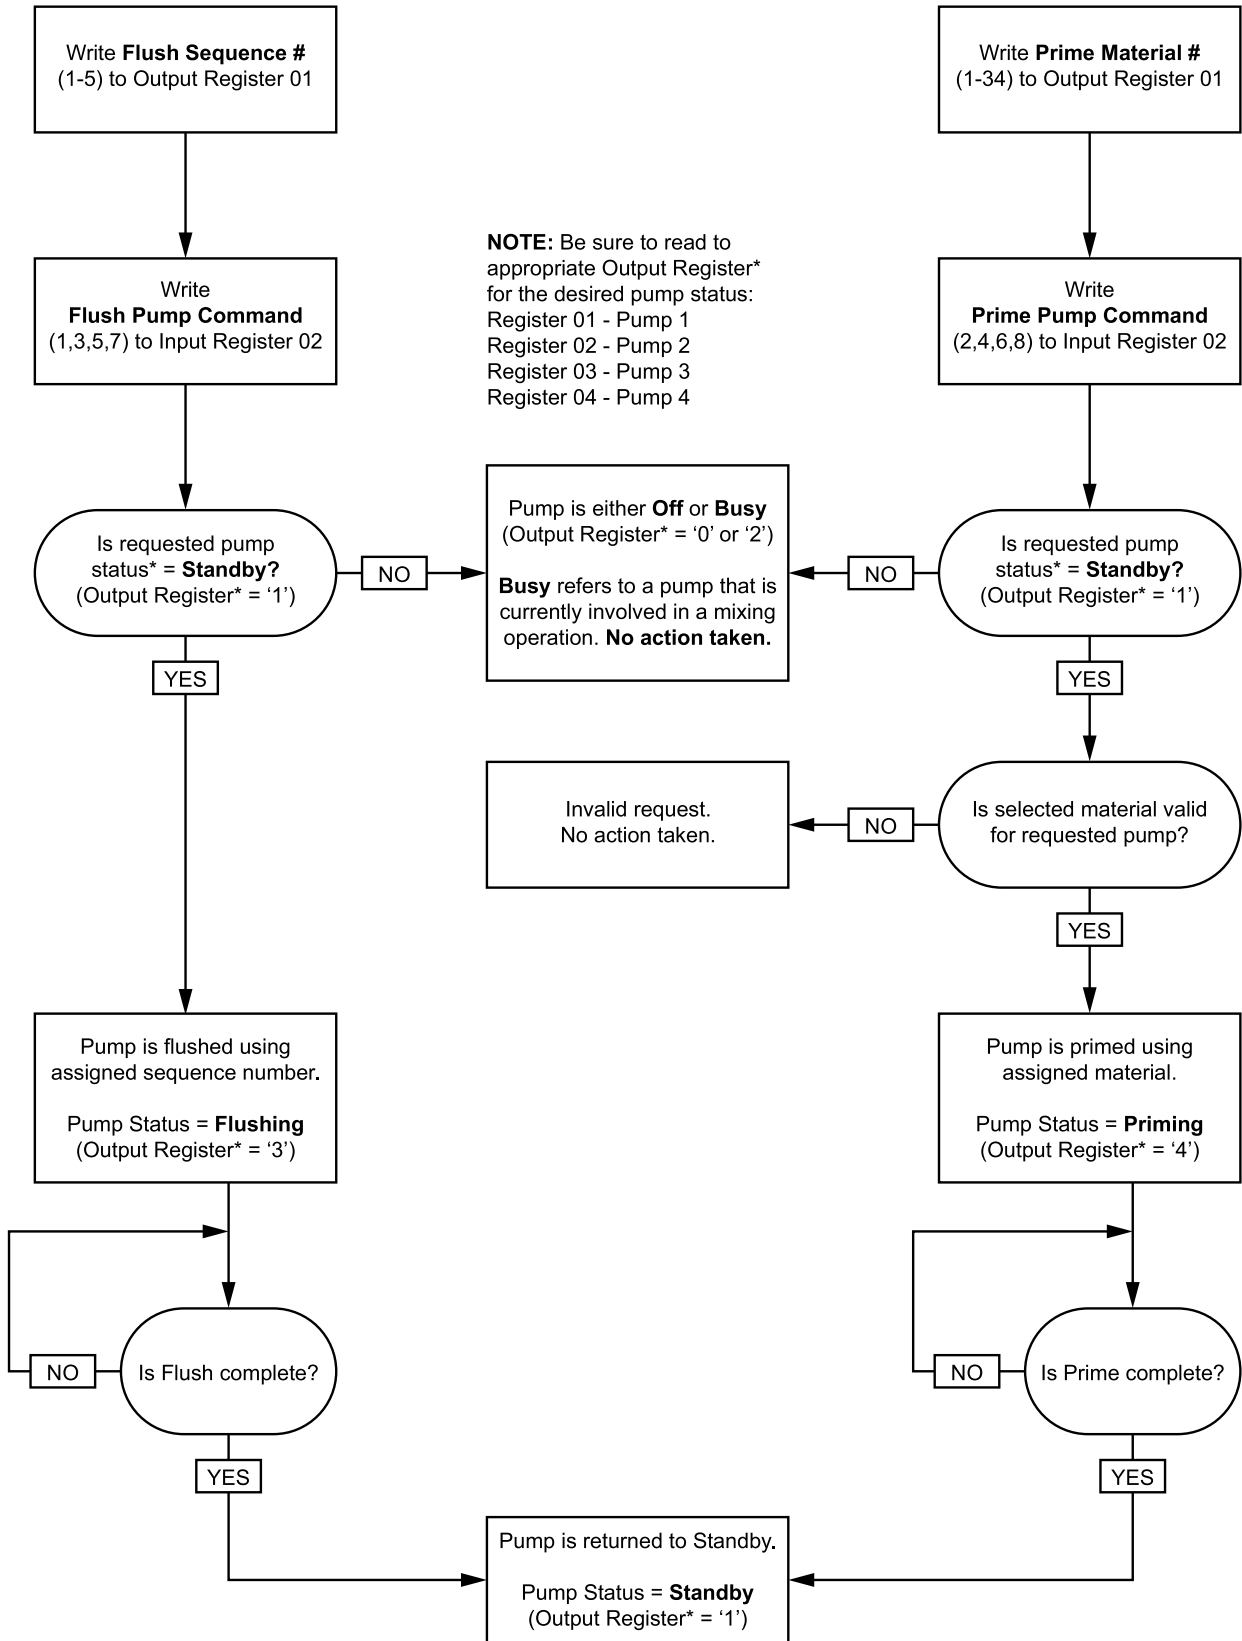 Write Flush Sequence #
(1-5) to Output Register 01
Write Prime Material #
(1-34) to Output Register 01
NOTE: Be sure to read to
appropriate Output Register*
for the desired pump status:
Register 01 - Pump 1
Register 02 - Pump 2
Register 03 - Pump 3
Register 04 - Pump 4
Write
Flush Pump Command
(1,3,5,7) to Input Register 02
Write
Prime Pump Command
(2,4,6,8) to Input Register 02
Is requested pump
status* = Standby?
(Output Register* = ‘1’)
NO
Pump is either Off or Busy
(Output Register* = ‘0’ or ‘2’)
Busy refers to a pump that is
currently involved in a mixing
operation. No action taken.
NO
Is requested pump
status* = Standby?
(Output Register* = ‘1’)
YES
YES
Invalid request.
No action taken.
NO
Is selected material valid
for requested pump?
YES
Pump is flushed using
assigned sequence number.
Pump Status = Flushing
(Output Register* = ‘3’)
Pump is primed using
assigned material.
Pump Status = Priming
(Output Register* = ‘4’)
NO
Is Flush complete?
NO
Is Prime complete?
YES
YES
Pump is returned to Standby.
Pump Status = Standby
(Output Register* = ‘1’)